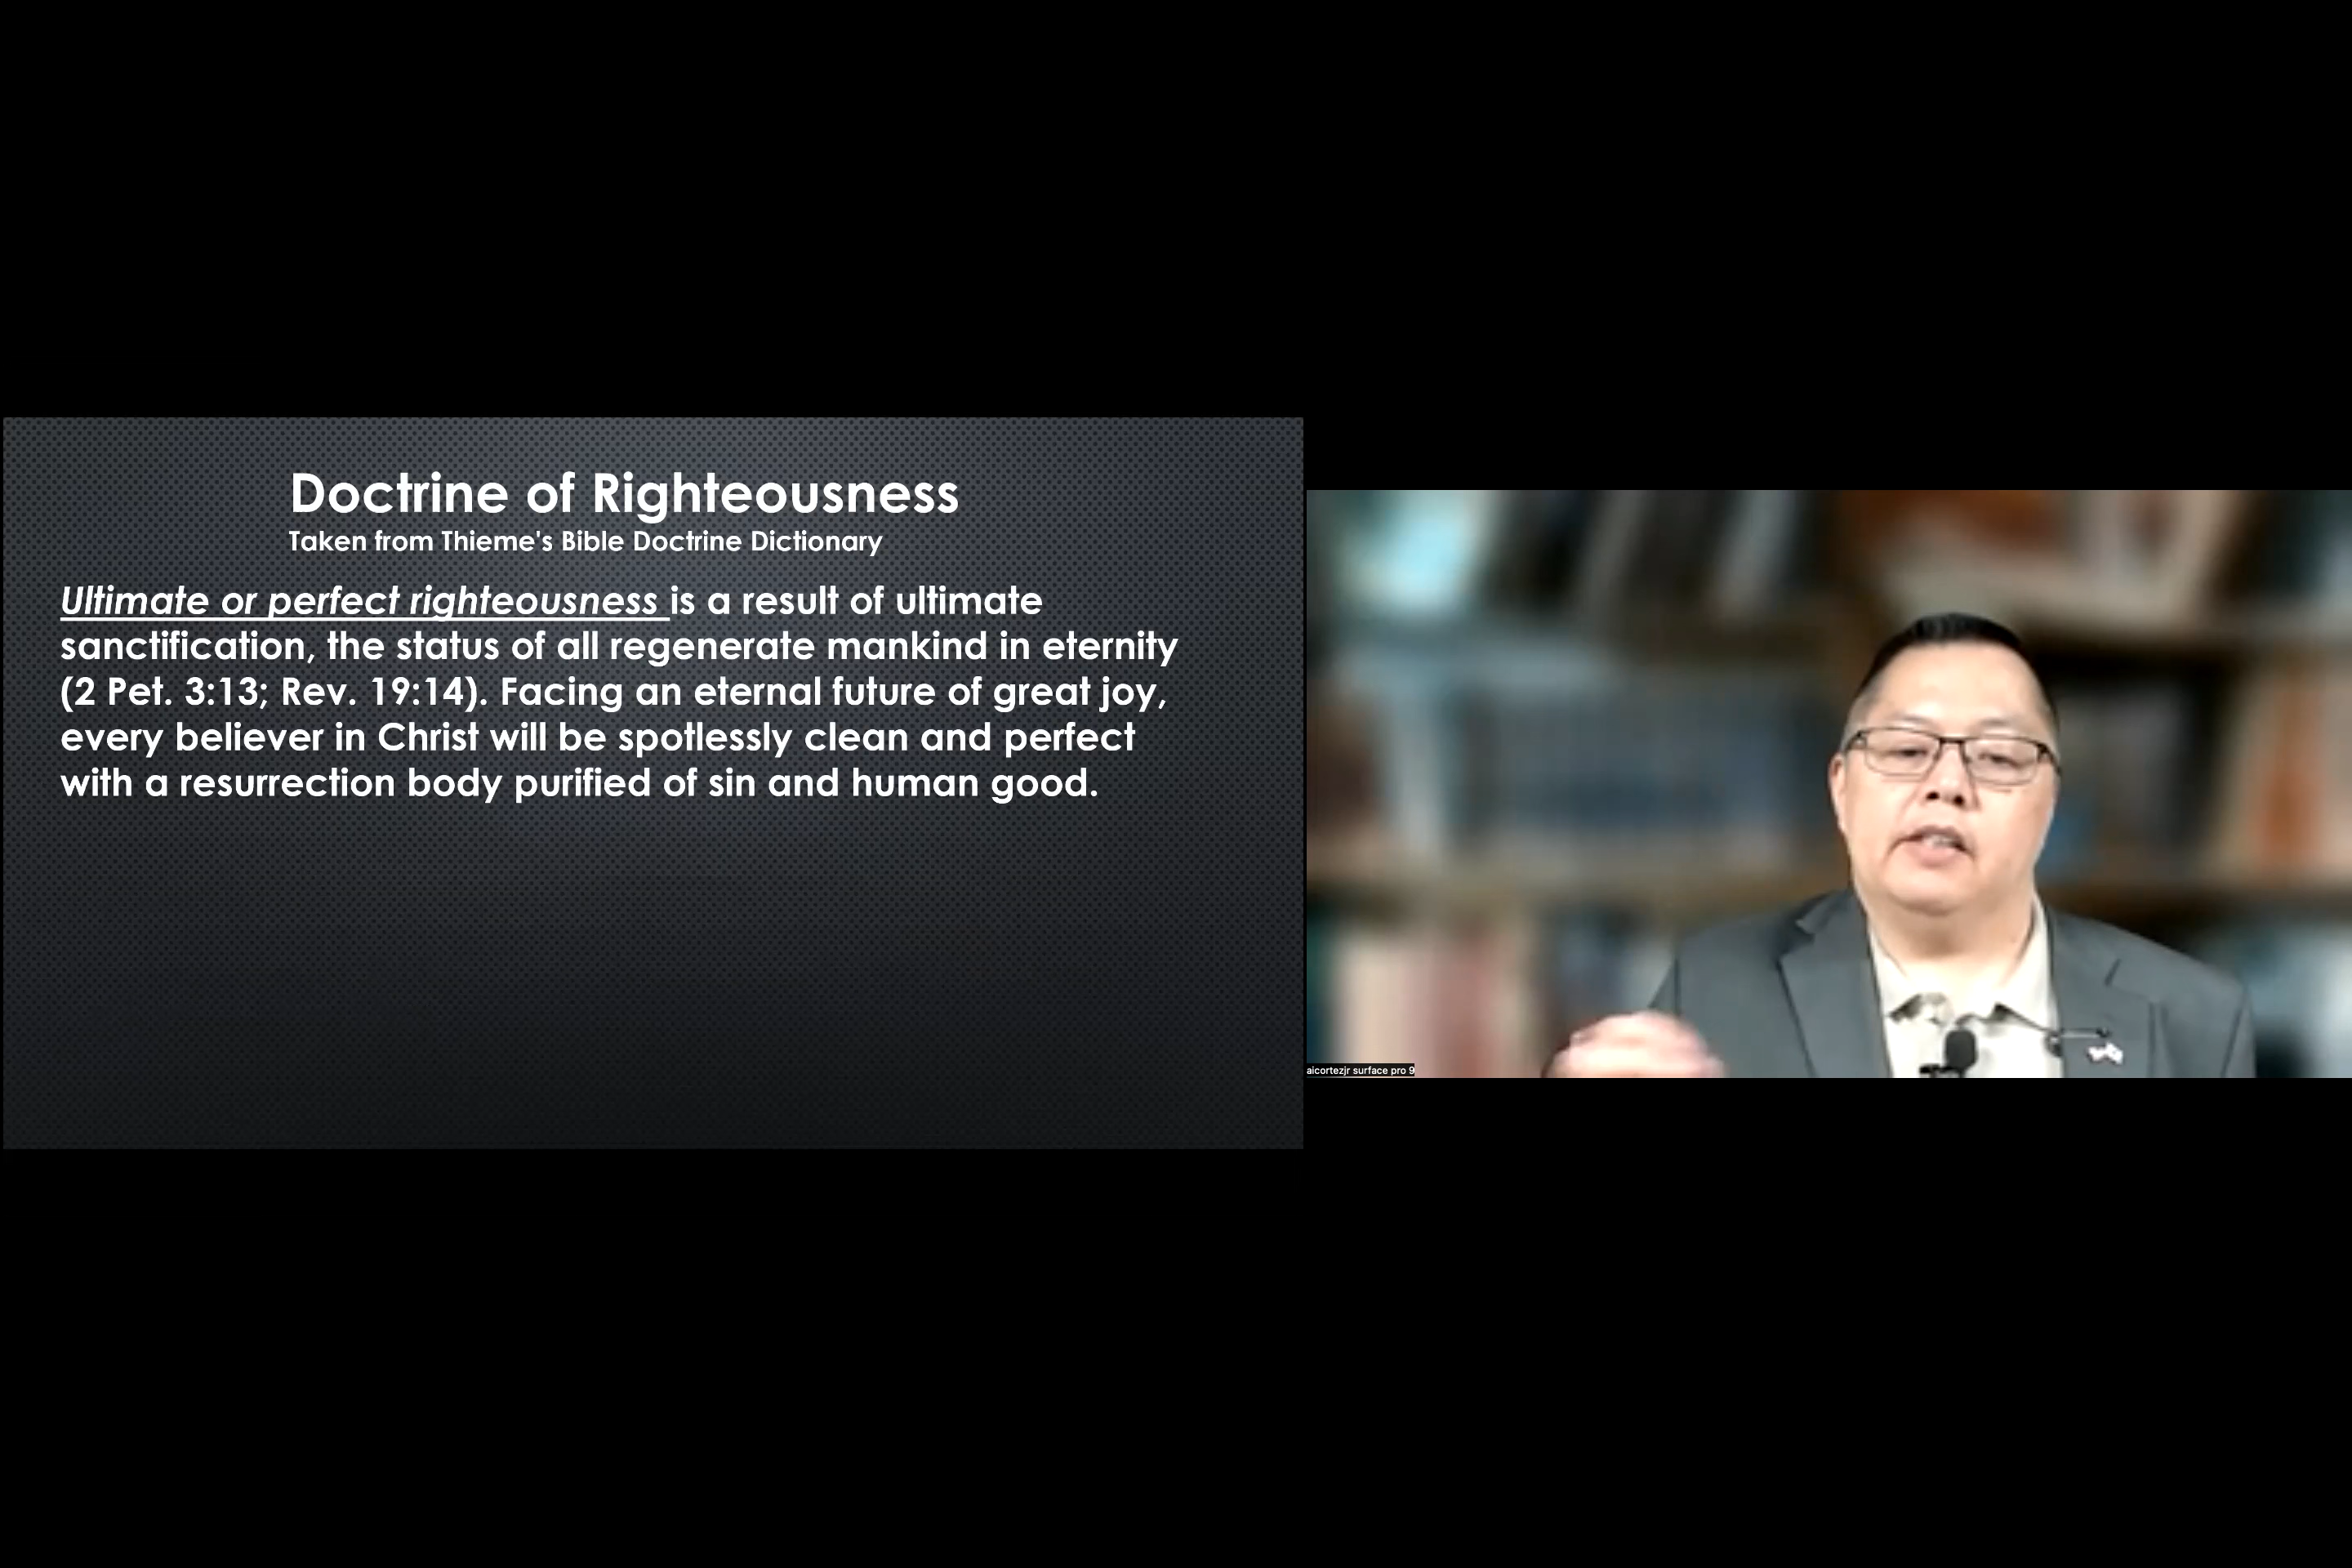 Doctrine of Righteousness
Taken from Thieme's Bible Doctrine Dictionary
Ultimate or perfect righteousness is a result of ultimate
sanctification, the status of all regenerate mankind in eternity
(2 Pet. 3:13; Rev. 19:14). Facing an eternal future of great joy,
every believer in Christ will be spotlessly clean and perfect
with a resurrection body purified of sin and human good.
aicortezjr surface pro 9